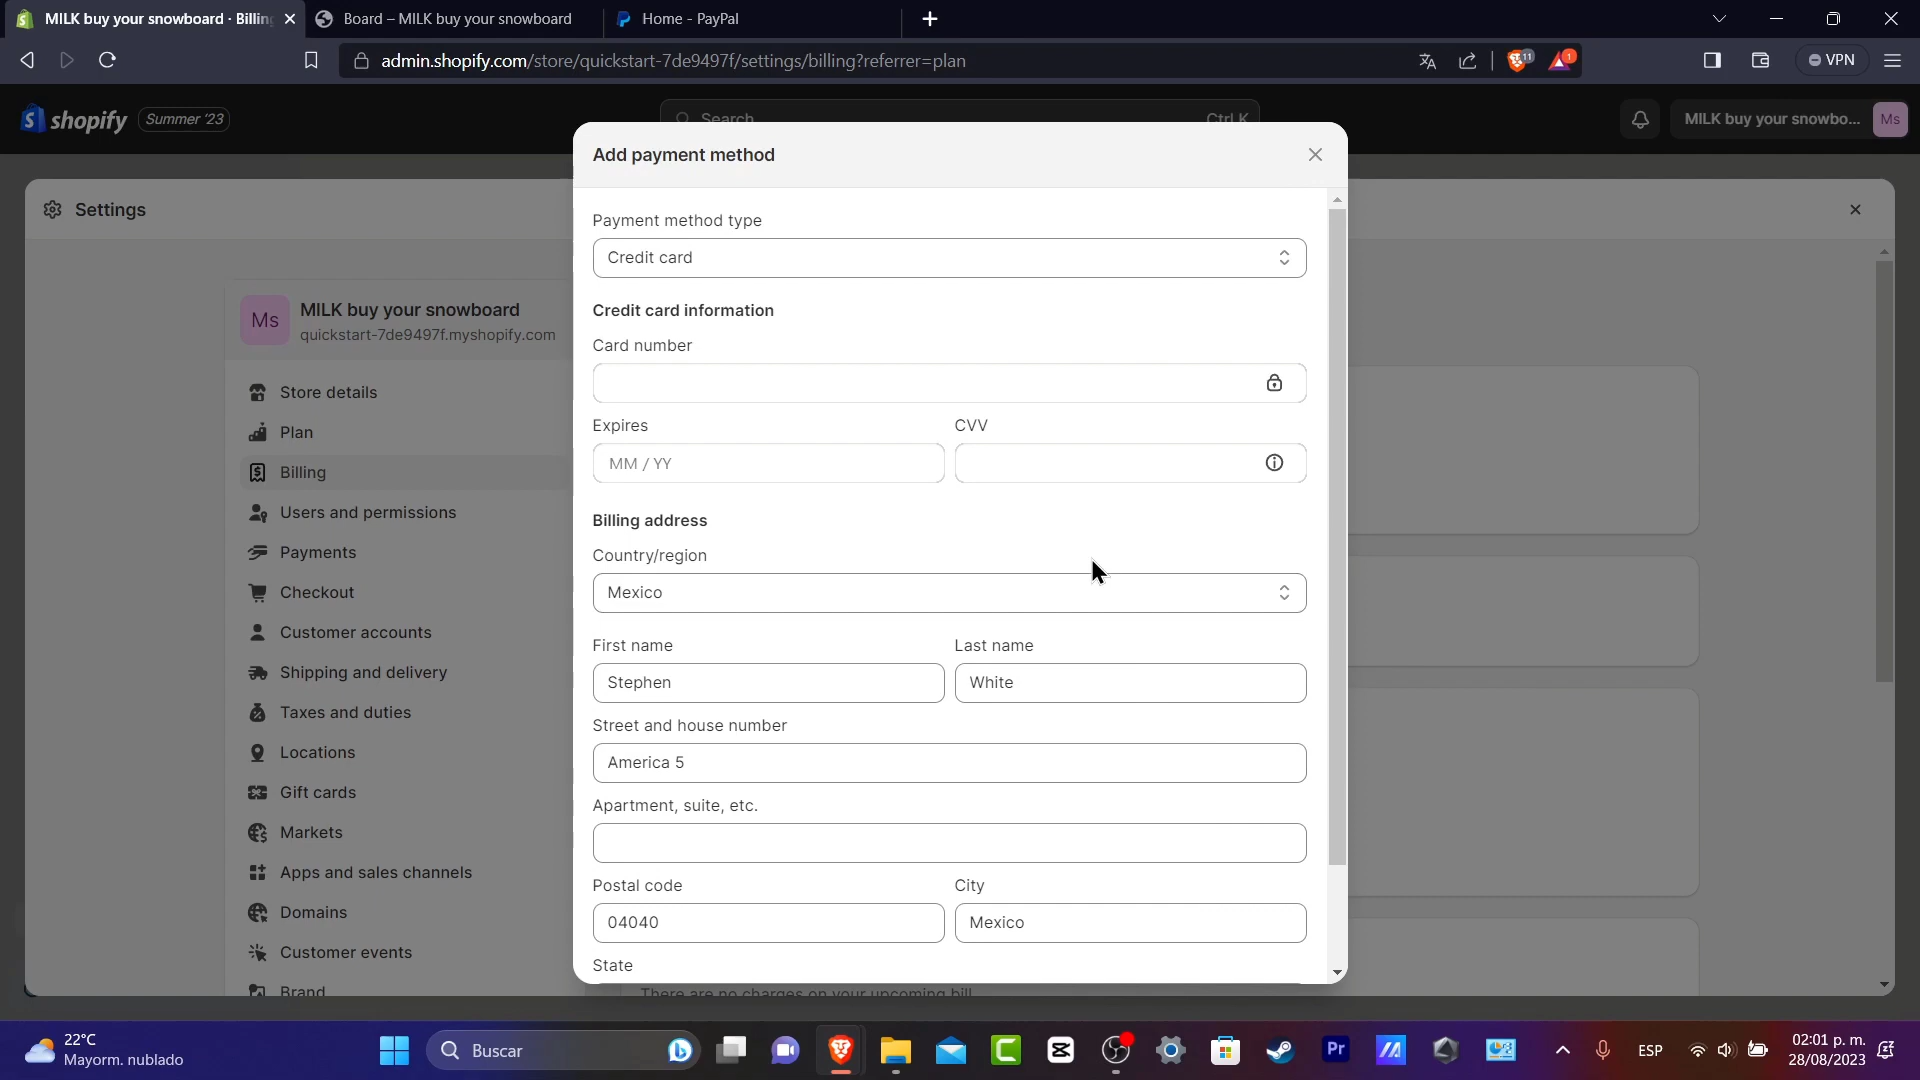 MILK buy your snowboard · Billin
Board – MILK buy your snowboard
Home - PayPal
admin.shopify.com/store/quickstart-7de9497f/settings/billing?referrer=plan
11
1
VPN
shopify
Summer '23
Search
Ctrl K
MILK buy your snowbo...
Ms
Add payment method
Settings
Payment method type
Credit card
Ms
MILK buy your snowboard
quickstart-7de9497f.myshopify.com
Credit card information
Card number
Store details
Plan
Billing
Users and permissions
Payments
Checkout
Customer accounts
Shipping and delivery
Taxes and duties
Locations
Gift cards
Markets
Apps and sales channels
Domains
Customer events
Brand
Expires
CVV
MM / YY
Billing address
Country/region
Mexico
First name
Last name
Stephen
White
Street and house number
America 5
Apartment, suite, etc.
Postal code
City
04040
Mexico
State
There are no charges on your upcoming bill
22°C
Mayorm. nublado
Buscar
Pr
ESP
02:01 p. m.
28/08/2023